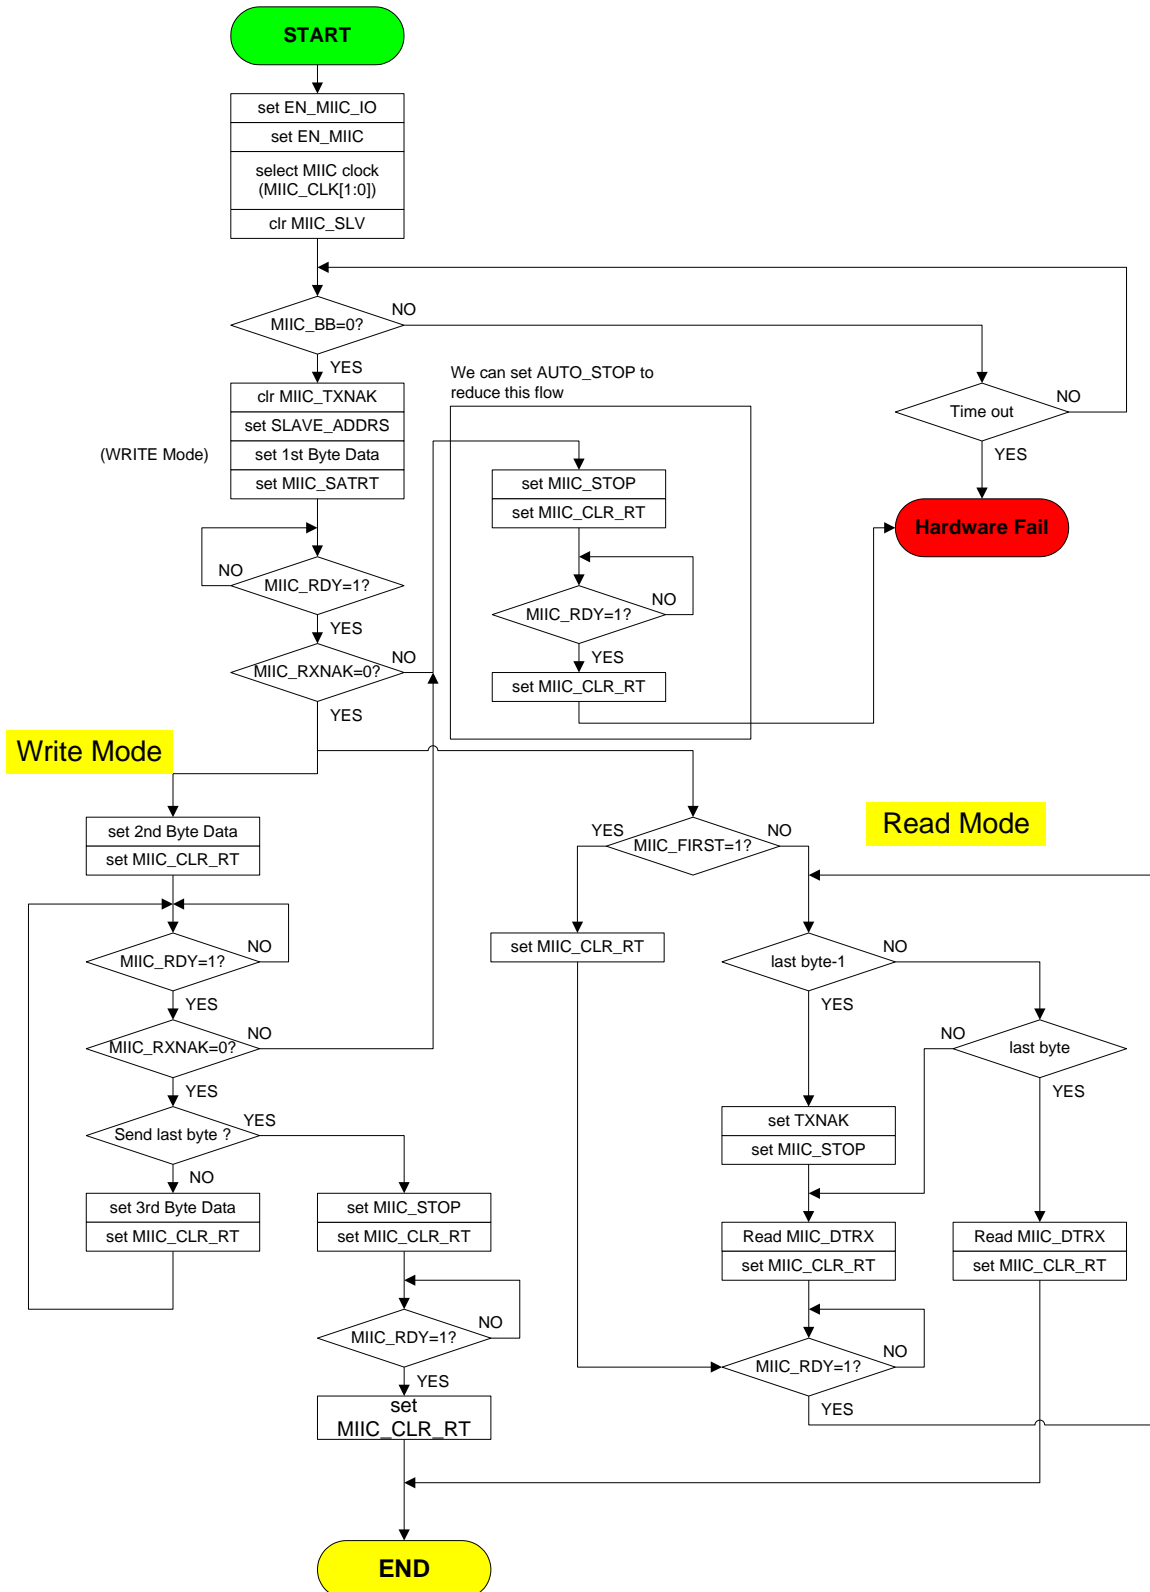 START
set EN_MIIC_IO
set EN_MIIC
select MIIC clock
(MIIC_CLK[1:0])
clr MIIC_SLV
MIIC_BB=0?
NO
YES
We can set AUTO_STOP to
reduce this flow
Time out
NO
YES
Hardware Fail
(WRITE Mode)
clr MIIC_TXNAK
set SLAVE_ADDRS
set 1st Byte Data
set MIIC_SATRT
set MIIC_STOP
set MIIC_CLR_RT
NO
MIIC_RDY=1?
YES
MIIC_RDY=1?
NO
YES
MIIC_RXNAK=0?
NO
YES
set MIIC_CLR_RT
Write Mode
set 2nd Byte Data
set MIIC_CLR_RT
MIIC_RDY=1?
NO
YES
MIIC_RXNAK=0?
NO
YES
Send last byte ?
YES
NO
set 3rd Byte Data
set MIIC_CLR_RT
set MIIC_STOP
set MIIC_CLR_RT
MIIC_RDY=1?
NO
YES
set
MIIC_CLR_RT
Read Mode
YES
MIIC_FIRST=1?
NO
set MIIC_CLR_RT
last byte-1
NO
YES
NO
last byte
YES
set TXNAK
set MIIC_STOP
Read MIIC_DTRX
set MIIC_CLR_RT
Read MIIC_DTRX
set MIIC_CLR_RT
MIIC_RDY=1?
NO
YES
END